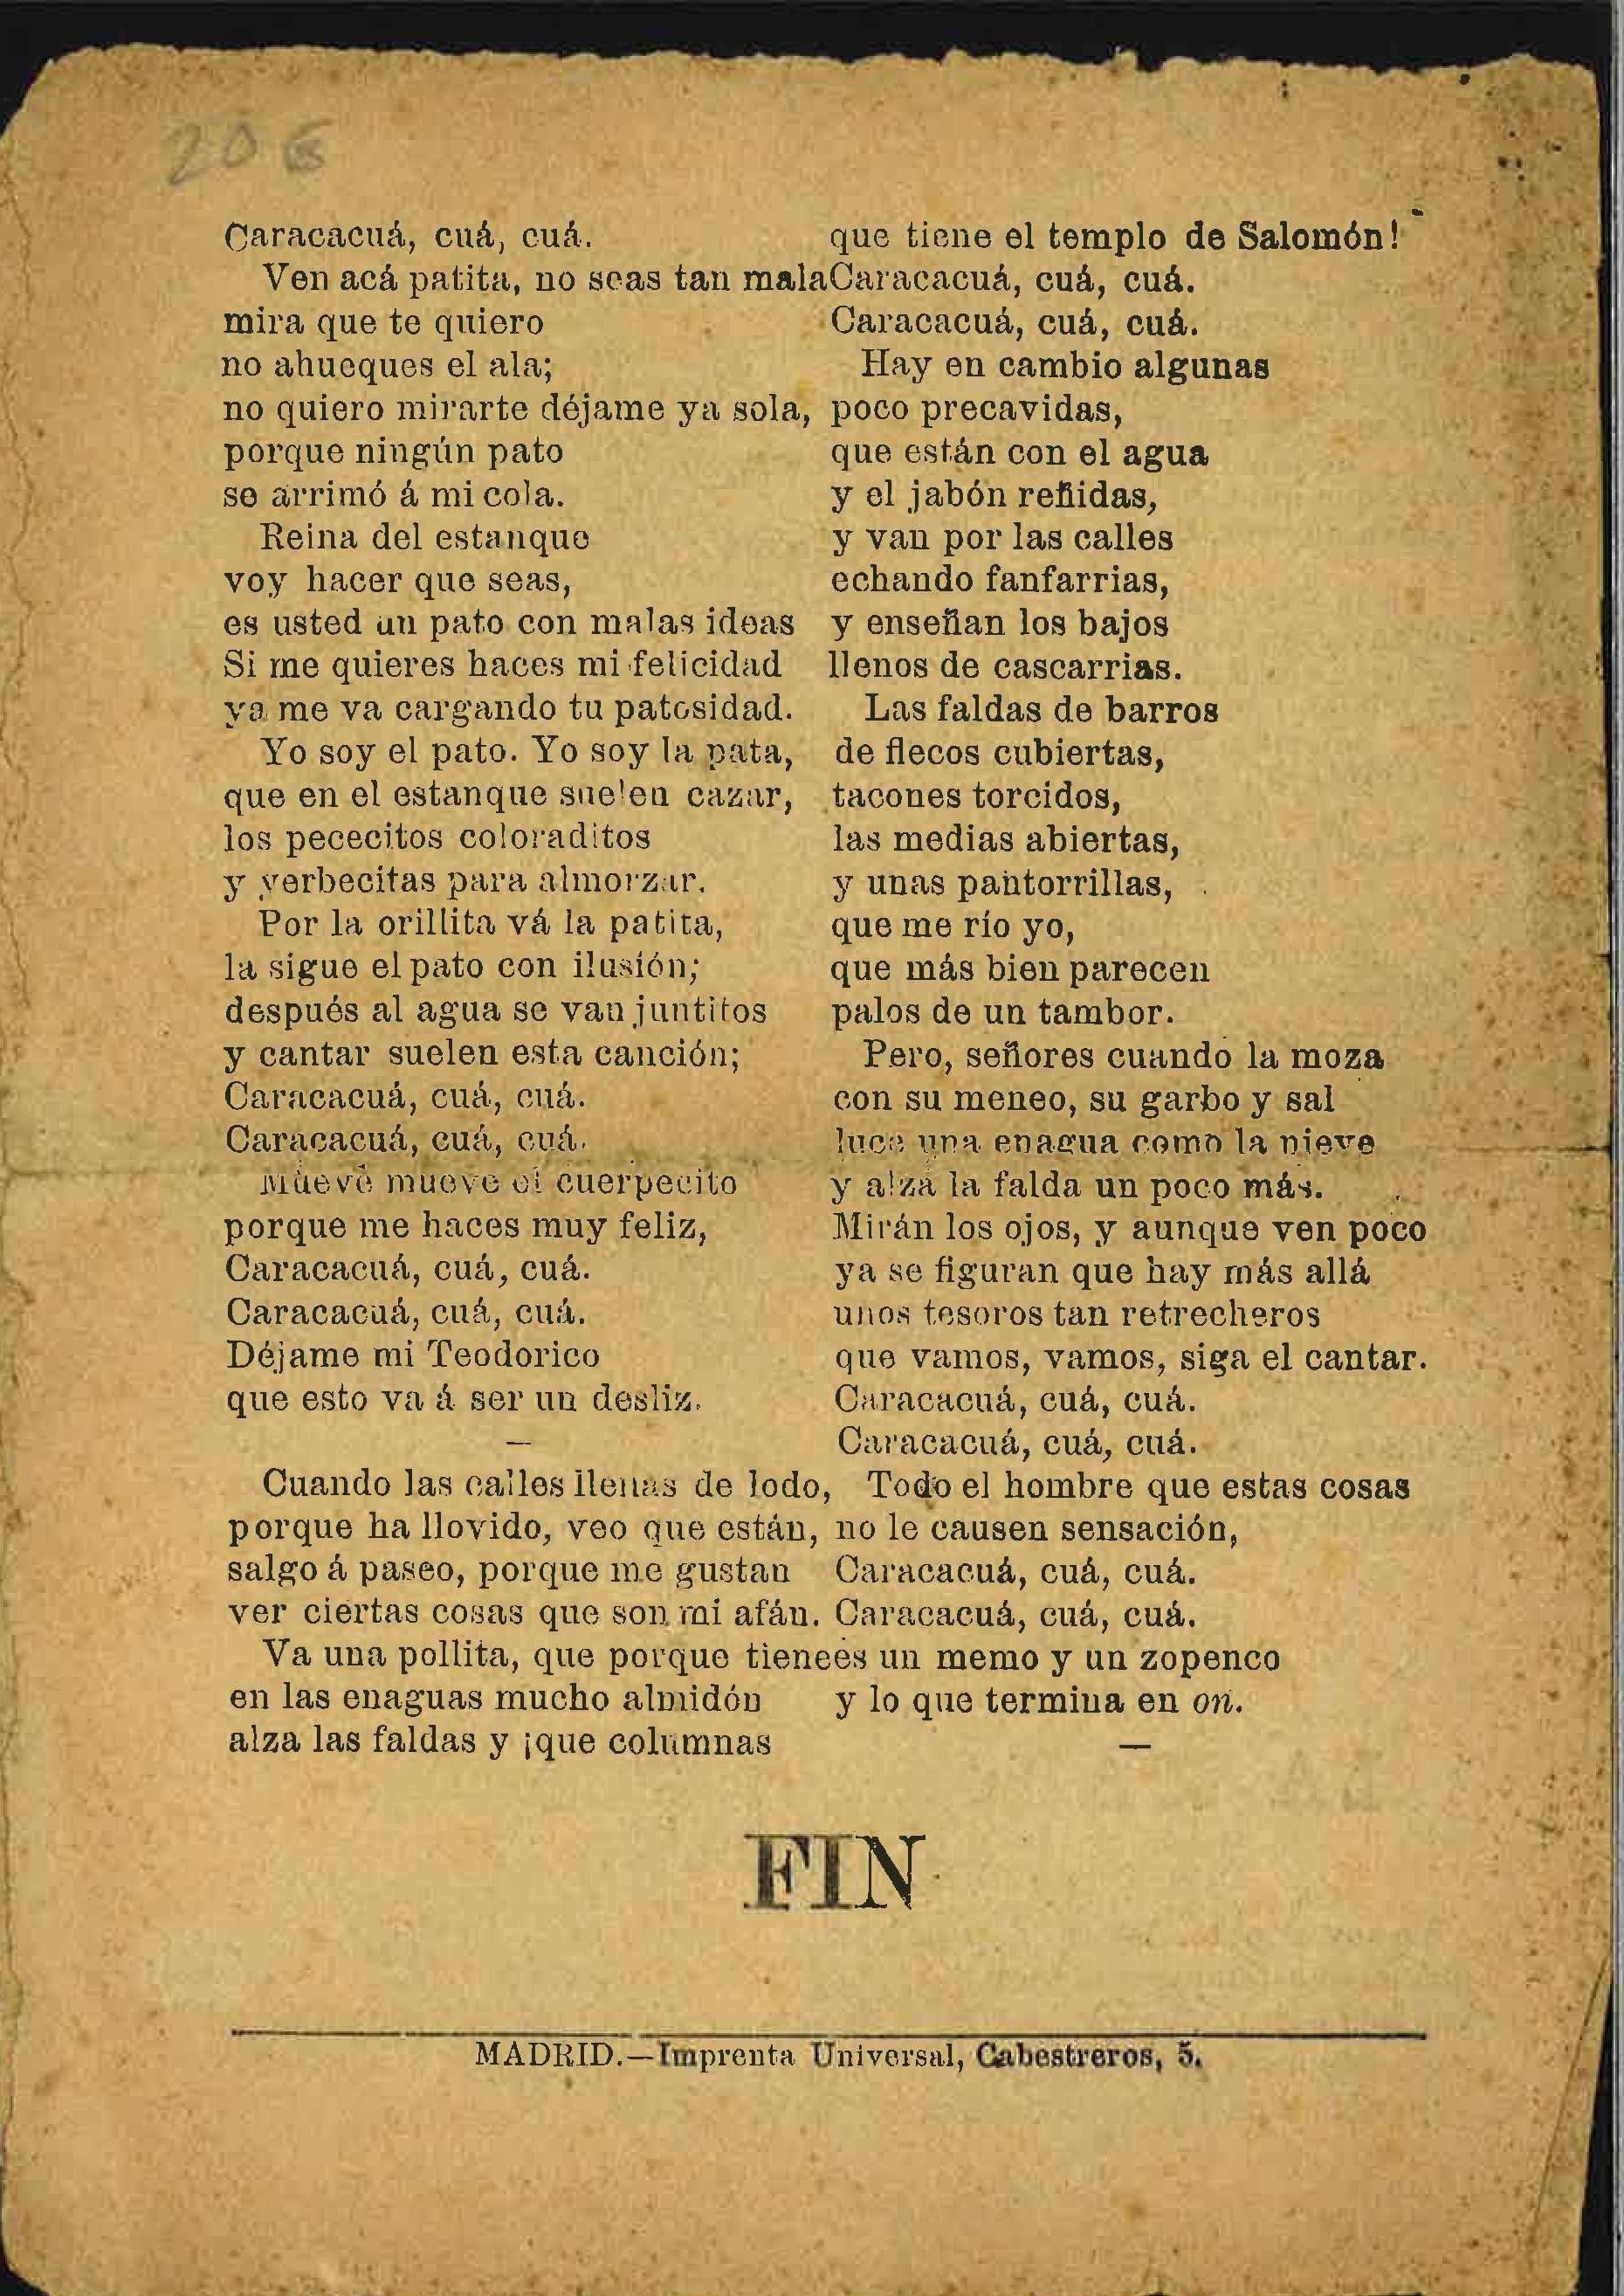 206
Caracacuá, cuá, cuá.
Ven acá patita, no seas tan mala
mira que te quiero
no ahueques el ala;
no quiero mirarte déjame ya sola,
porque ningún pato
se arrimó á mi cola.
Reina del estanque
voy hacer que seas,
es usted un pato con malas ideas
Si me quieres haces mi felicidad
ya me va cargando tu patosidad.
Yo soy el pato. Yo soy la pata,
que en el estanque suelen cazar,
los pececitos coloraditos
y yerbecitas para almorzar.
Por la orillita vá la patita,
la sigue el pato con ilusión;
después al agua se van juntitos
y cantar suelen esta canción;
Caracacuá, cuá, cuá.
Caracacuá, cuá, cuá.
Mueve mueve el cuerpecito
porque me haces muy feliz,
Caracacuá, cuá, cuá.
Caracacuá, cuá, cuá.
Déjame mi Teodorico
que esto va á ser un desliz.
—
Cuando las calles llenas de lodo,
porque ha llovido, veo que están,
salgo á paseo, porque me gustan
ver ciertas cosas que son mi afán.
Va una pollita, que porque tiene
en las enaguas mucho almidón
alza las faldas y ¡que columnas
que tiene el templo de Salomón!
Caracacuá, cuá, cuá.
Caracacuá, cuá, cuá.
Hay en cambio algunas
poco precavidas,
que están con el agua
y el jabón reñidas,
y van por las calles
echando fanfarrias,
y enseñan los bajos
llenos de cascarrias.
Las faldas de barros
de flecos cubiertas,
tacones torcidos,
las medias abiertas,
y unas pantorrillas,
que me río yo,
que más bien parecen
palos de un tambor.
Pero, señores cuando la moza
con su meneo, su garbo y sal
luce una enagua como la nieve
y alza la falda un poco más.
Mirán los ojos, y aunque ven poco
ya se figuran que hay más allá
unos tesoros tan retrecheros
que vamos, vamos, siga el cantar.
Caracacuá, cuá, cuá.
Caracacuá, cuá, cuá.
Todo el hombre que estas cosas
no le causen sensación,
Caracacuá, cuá, cuá.
Caracacuá, cuá, cuá.
es un memo y un zopenco
y lo que termina en on.
—
FIN
MADRID.—Imprenta Universal, Cabestreros, 5.